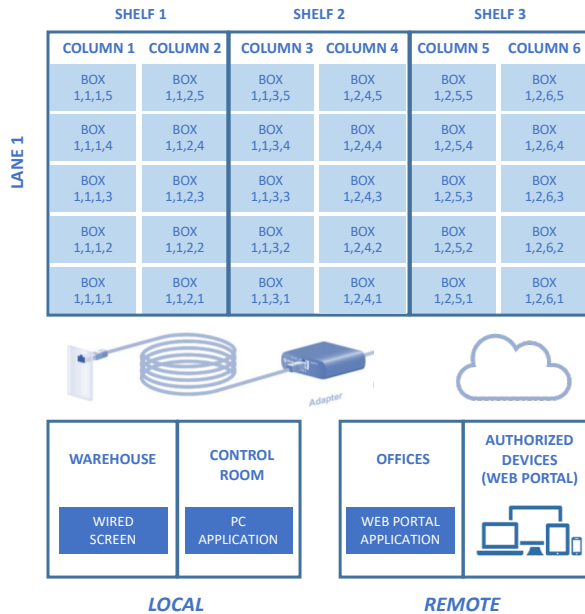 SHELF 1 SHELF 2 SHELF 3
COLUMN 1 COLUMN 2 COLUMN 3 COLUMN 4 COLUMN 5 COLUMN 6
LANE 1
BOX BOX BOX BOX BOX BOX
1,1,1,5 1,1,2,5 1,1,3,5 1,2,4,5 1,2,5,5 1,2,6,5
BOX BOX BOX BOX BOX BOX
1,1,1,4 1,1,2,4 1,1,3,4 1,2,4,4 1,2,5,4 1,2,6,4
BOX BOX BOX BOX BOX BOX
1,1,1,3 1,1,2,3 1,1,3,3 1,2,4,3 1,2,5,3 1,2,6,3
BOX BOX BOX BOX BOX BOX
1,1,1,2 1,1,2,2 1,1,3,2 1,2,4,2 1,2,5,2 1,2,6,2
BOX BOX BOX BOX BOX BOX
1,1,1,1 1,1,2,1 1,1,3,1 1,2,4,1 1,2,5,1 1,2,6,1
Adapter
WAREHOUSE
WIRED
SCREEN
CONTROL
ROOM
PC
APPLICATION
OFFICES
WEB PORTAL
APPLICATION
AUTHORIZED
DEVICES
(WEB PORTAL)
LOCAL REMOTE